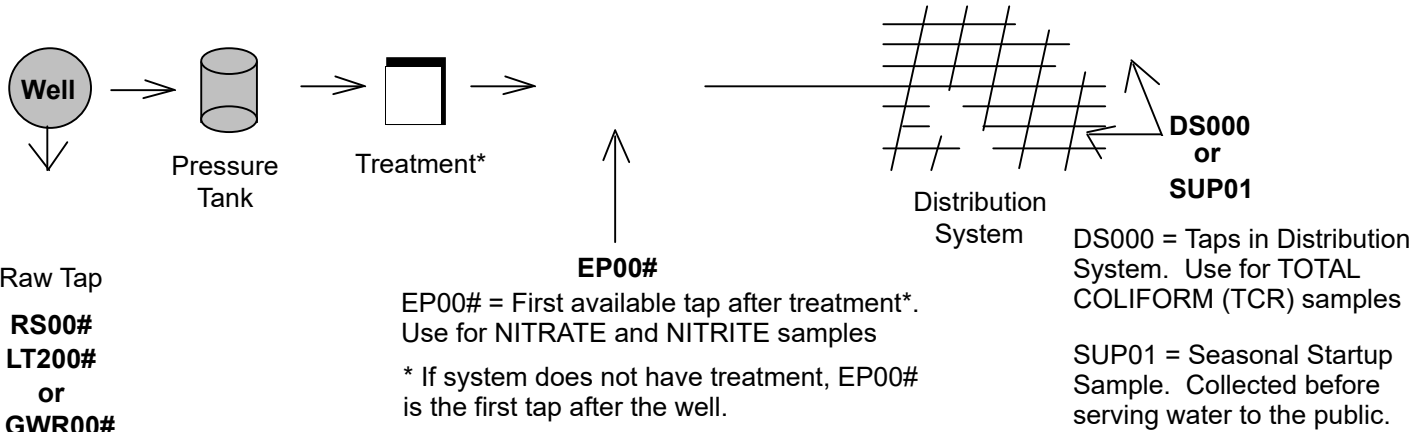 Well
Pressure
Tank
Treatment*
Distribution
System
DS000
or
SUP01
Raw Tap
RS00#
LT200#
or
GWR00#
EP00#
EP00# = First available tap after treatment*.
Use for NITRATE and NITRITE samples
* If system does not have treatment, EP00#
is the first tap after the well.
DS000 = Taps in Distribution
System. Use for TOTAL
COLIFORM (TCR) samples
SUP01 = Seasonal Startup
Sample. Collected before
serving water to the public.